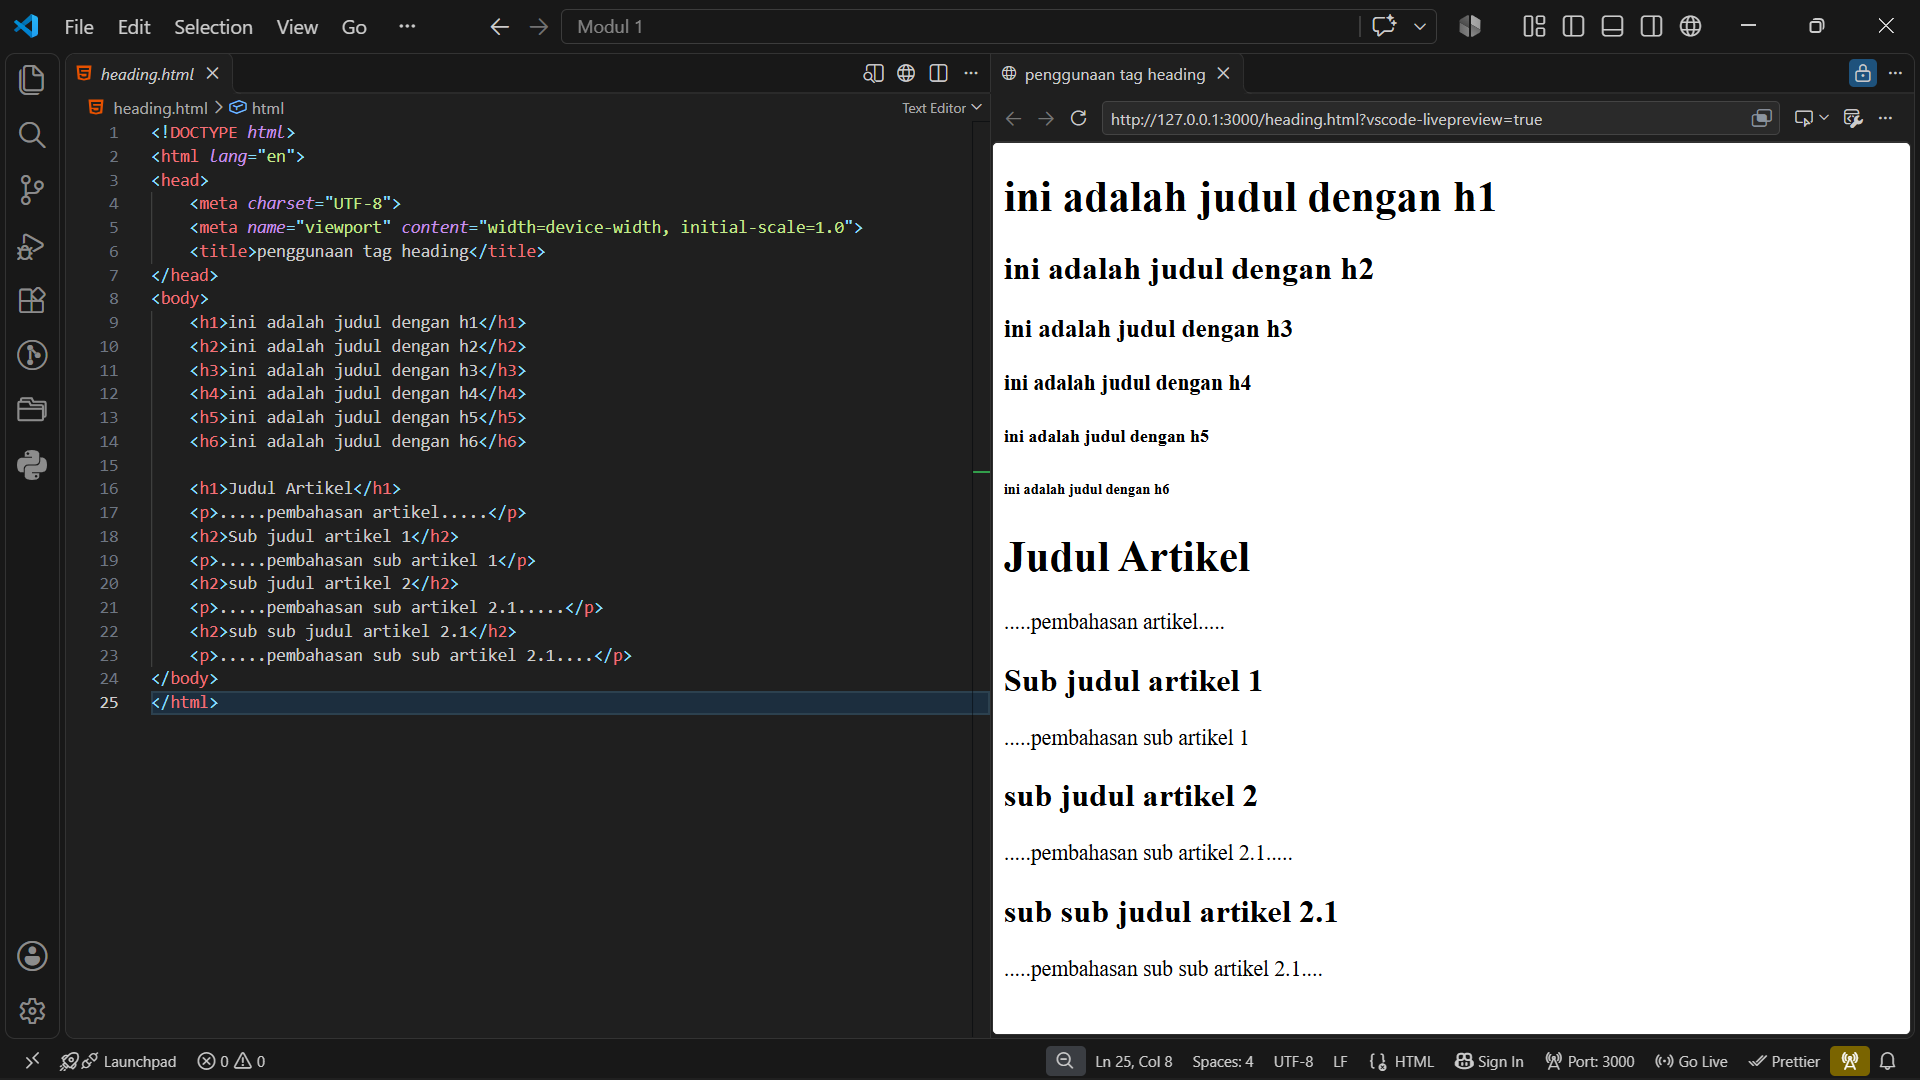 File Edit Selection View Go ··· Modul 1
heading.html
heading.html > html Text Editor
1 <!DOCTYPE html>
2 <html lang="en">
3 <head>
4 <meta charset="UTF-8">
5 <meta name="viewport" content="width=device-width, initial-scale=1.0">
6 <title>penggunaan tag heading</title>
7 </head>
8 <body>
9 <h1>ini adalah judul dengan h1</h1>
10 <h2>ini adalah judul dengan h2</h2>
11 <h3>ini adalah judul dengan h3</h3>
12 <h4>ini adalah judul dengan h4</h4>
13 <h5>ini adalah judul dengan h5</h5>
14 <h6>ini adalah judul dengan h6</h6>
15
16 <h1>Judul Artikel</h1>
17 <p>.....pembahasan artikel.....</p>
18 <h2>Sub judul artikel 1</h2>
19 <p>.....pembahasan sub artikel 1</p>
20 <h2>sub judul artikel 2</h2>
21 <p>.....pembahasan sub artikel 2.1.....</p>
22 <h2>sub sub judul artikel 2.1</h2>
23 <p>.....pembahasan sub sub artikel 2.1....</p>
24 </body>
25 </html>
penggunaan tag heading
http://127.0.0.1:3000/heading.html?vscode-livepreview=true
ini adalah judul dengan h1
ini adalah judul dengan h2
ini adalah judul dengan h3
ini adalah judul dengan h4
ini adalah judul dengan h5
ini adalah judul dengan h6
Judul Artikel
.....pembahasan artikel.....
Sub judul artikel 1
.....pembahasan sub artikel 1
sub judul artikel 2
.....pembahasan sub artikel 2.1.....
sub sub judul artikel 2.1
.....pembahasan sub sub artikel 2.1....
Launchpad 0 0 Ln 25, Col 8 Spaces: 4 UTF-8 LF HTML Sign In Port: 3000 Go Live Prettier